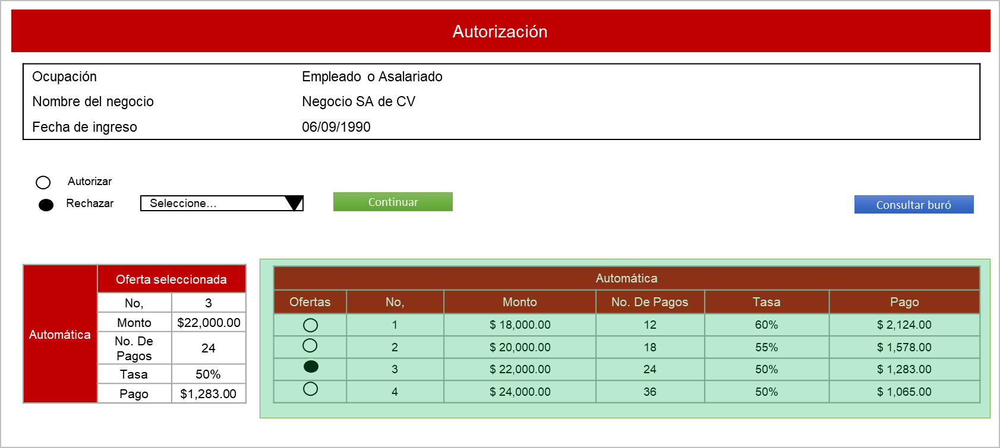 Autorización
Ocupación Empleado o Asalariado
Nombre del negocio Negocio SA de CV
Fecha de ingreso 06/09/1990
Autorizar
Rechazar Seleccione... Continuar Consultar buró
Automática
Oferta seleccionada
No, 3
Monto $22,000.00
No. De Pagos 24
Tasa 50%
Pago $1,283.00
Automática
Ofertas No, Monto No. De Pagos Tasa Pago
1 $ 18,000.00 12 60% $ 2,124.00
2 $ 20,000.00 18 55% $ 1,578.00
3 $ 22,000.00 24 50% $ 1,283.00
4 $ 24,000.00 36 50% $ 1,065.00